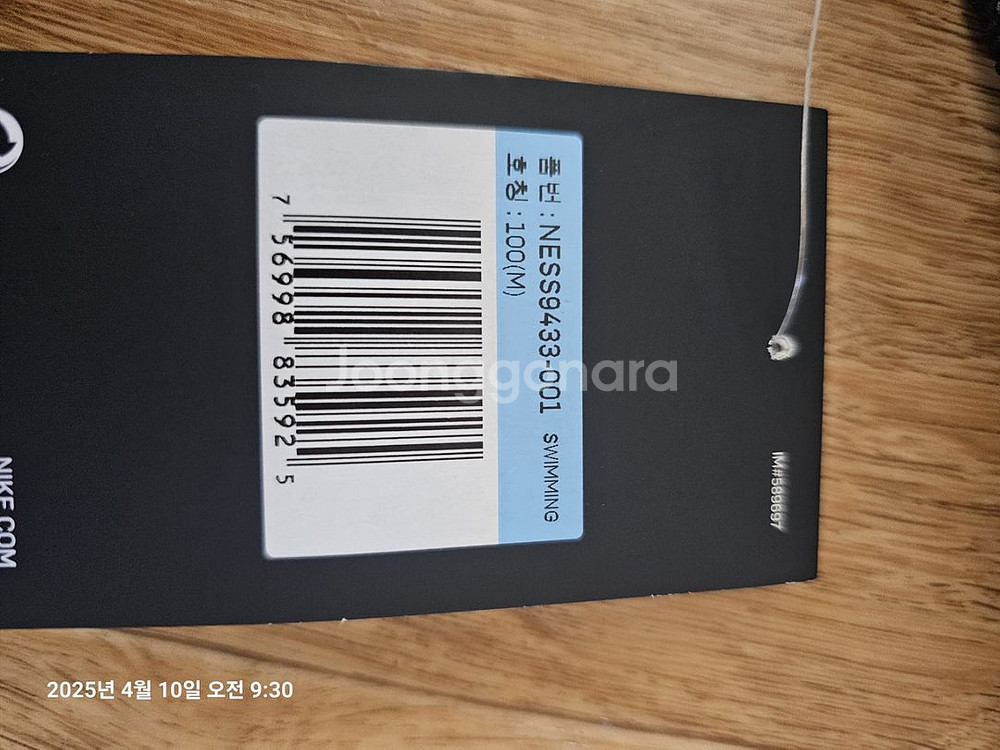 IM#589697
품번 : NESS9433-001 SWIMMING
호칭 : 100(M)
7 56998 83592 5
NIKE.COM
Joonggonara
2025년 4월 10일 오전 9:30